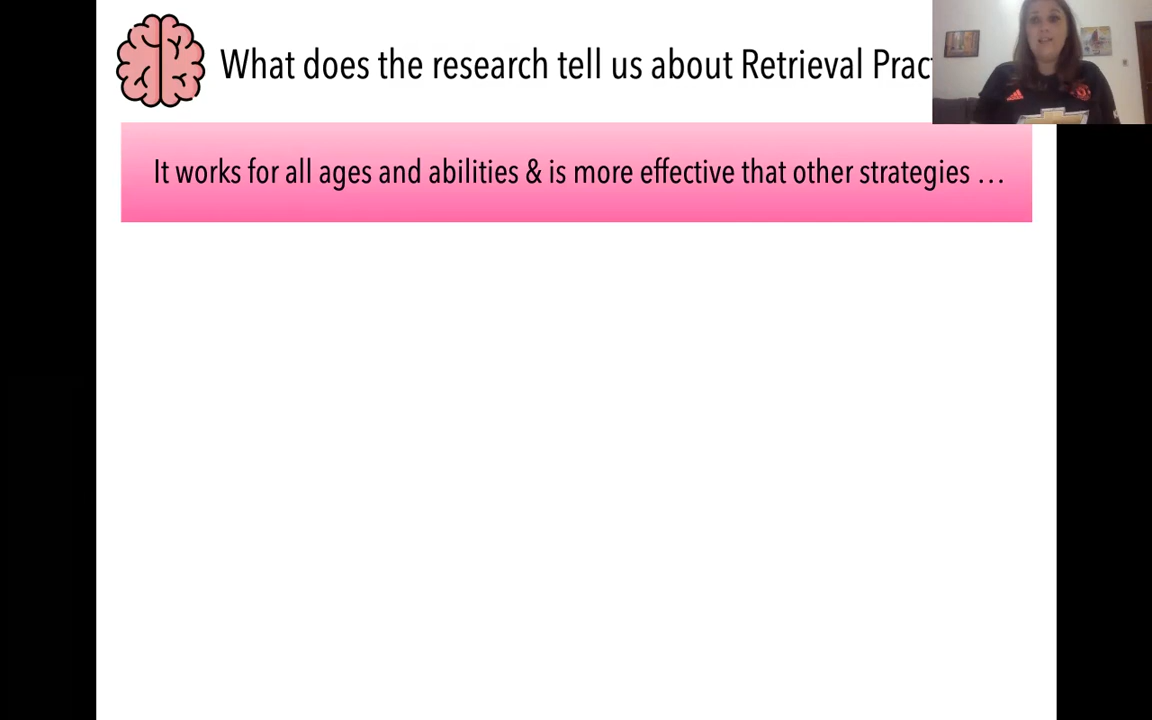 What does the research tell us about Retrieval Prac
It works for all ages and abilities & is more effective that other strategies …